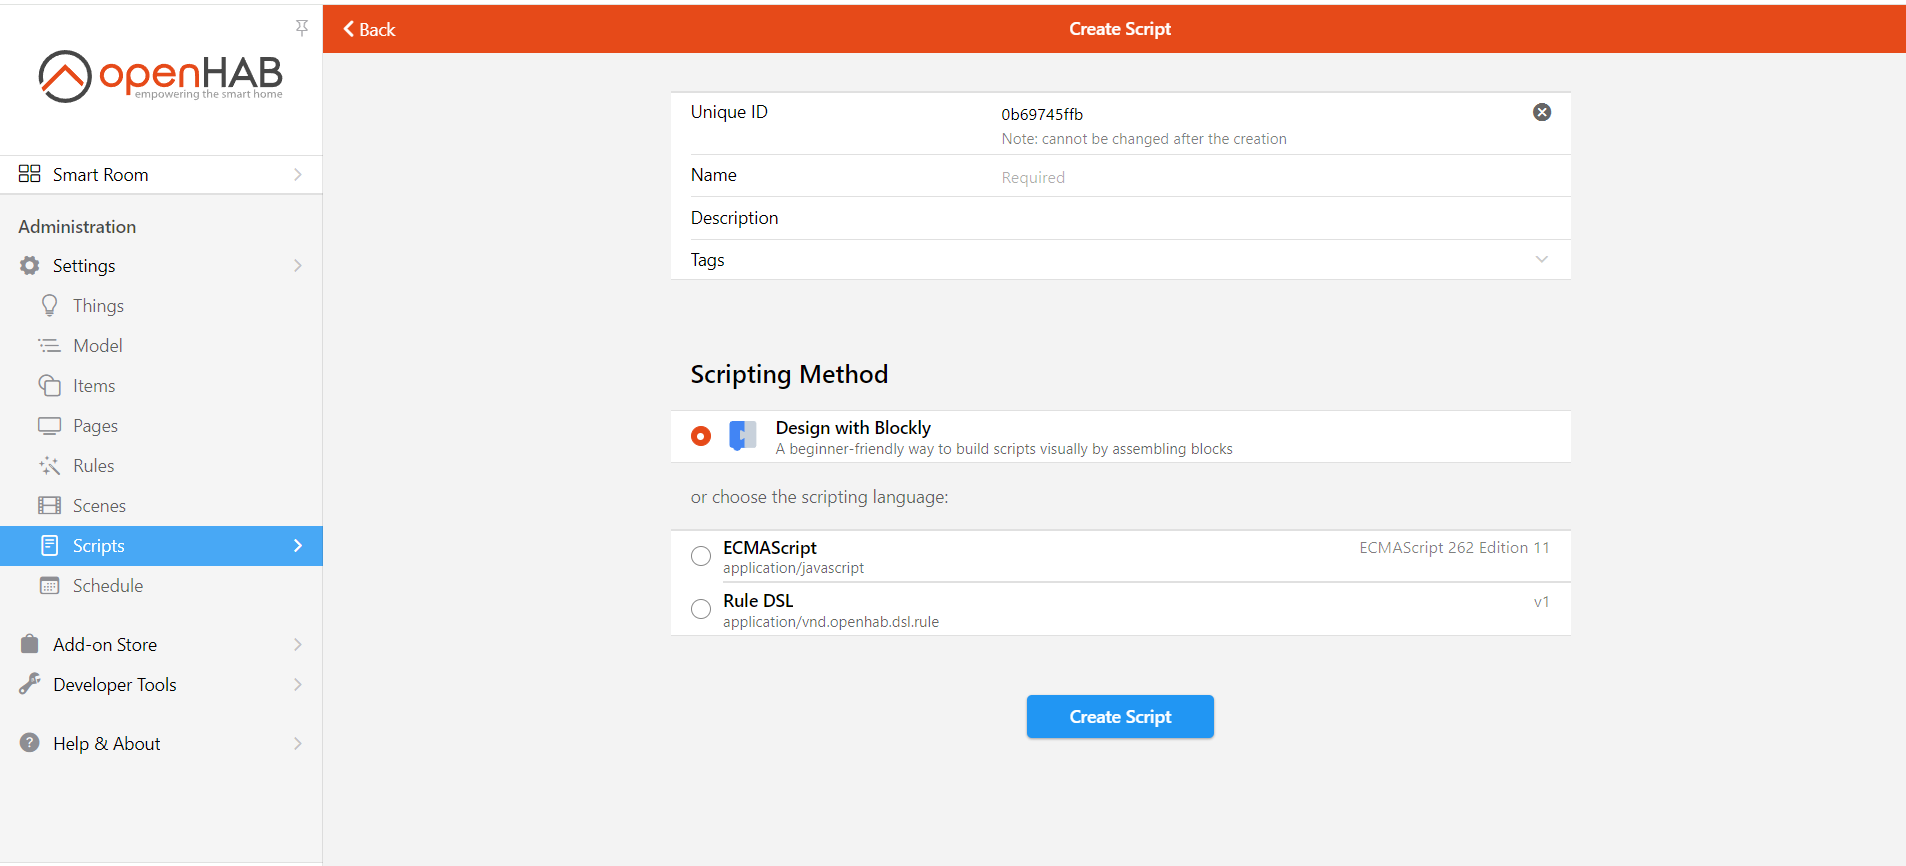 openHAB
empowering the smart home
Smart Room
Administration
Settings
Things
Model
Items
Pages
Rules
Scenes
Scripts
Schedule
Add-on Store
Developer Tools
? Help & About
Back
Create Script
Unique ID
0b69745ffb
Note: cannot be changed after the creation
Name
Required
Description
Tags
Scripting Method
Design with Blockly
A beginner-friendly way to build scripts visually by assembling blocks
or choose the scripting language:
ECMAScript
ECMAScript 262 Edition 11
application/javascript
Rule DSL
v1
application/vnd.openhab.dsl.rule
Create Script